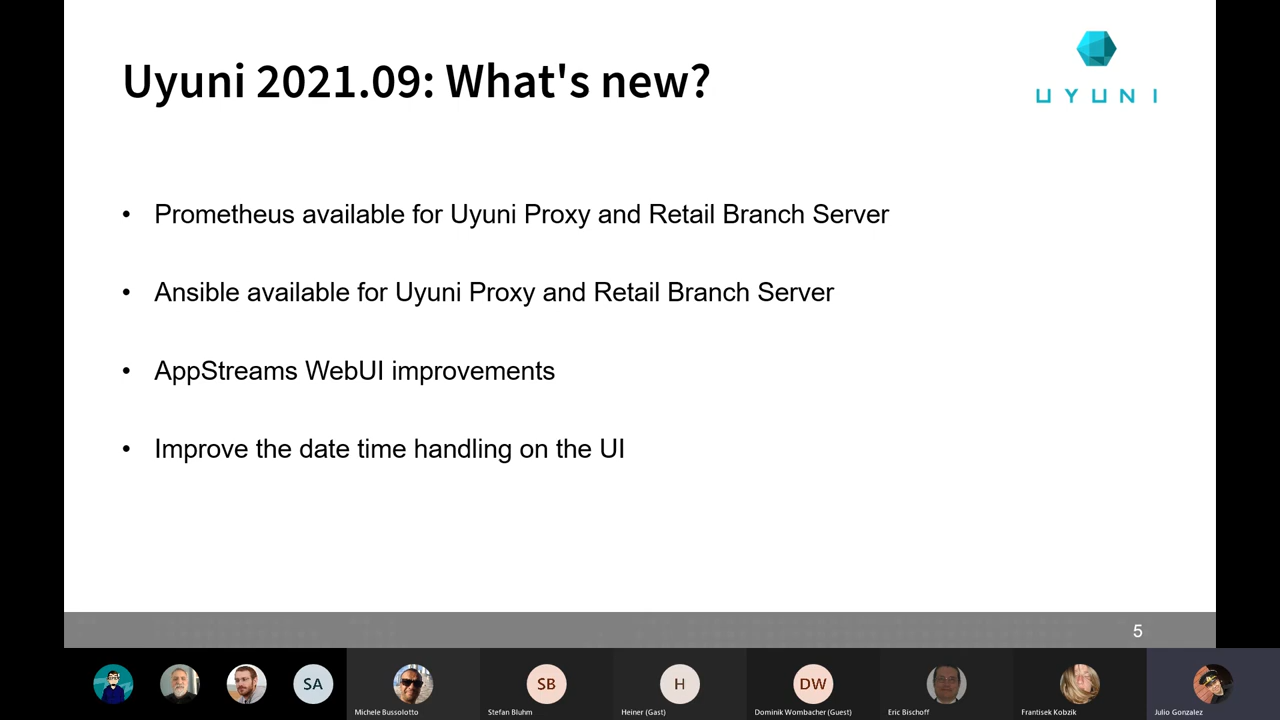 Uyuni 2021.09: What's new?
UYUNI
• Prometheus available for Uyuni Proxy and Retail Branch Server
• Ansible available for Uyuni Proxy and Retail Branch Server
• AppStreams WebUI improvements
• Improve the date time handling on the UI
5
SA
SB
H
DW
Michele Bussolotto
Stefan Bluhm
Heiner (Gast)
Dominik Wombacher (Guest)
Eric Bischoff
Frantisek Kobzik
Julio Gonzalez